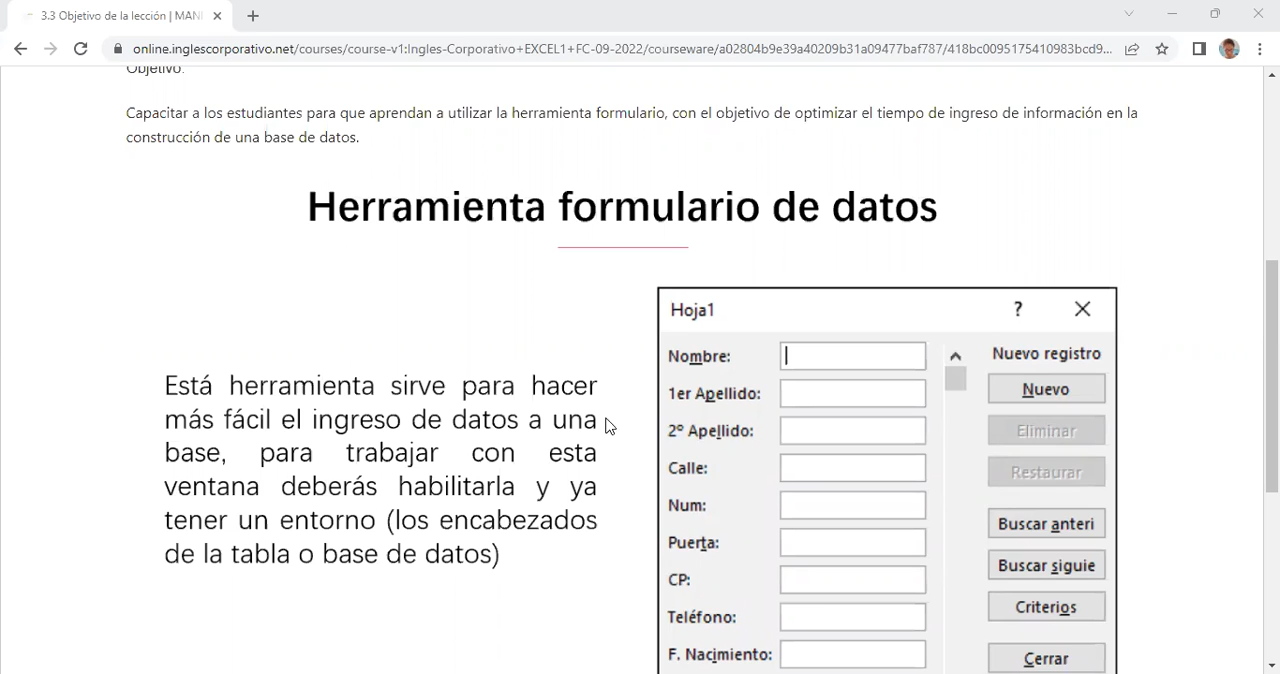 3.3 Objetivo de la lección | MANI
online.inglescorporativo.net/courses/course-v1:Ingles-Corporativo+EXCEL1+FC-09-2022/courseware/a02804b9e39a40209b31a09477baf787/418bc0095175410983bcd9...
Objetivo:
Capacitar a los estudiantes para que aprendan a utilizar la herramienta formulario, con el objetivo de optimizar el tiempo de ingreso de información en la
construcción de una base de datos.
Herramienta formulario de datos
Está herramienta sirve para hacer
más fácil el ingreso de datos a una
base, para trabajar con esta
ventana deberás habilitarla y ya
tener un entorno (los encabezados
de la tabla o base de datos)
Hoja1 ?
Nombre:
1er Apellido:
2º Apellido:
Calle:
Num:
Puerta:
CP:
Teléfono:
F. Nacimiento:
Nuevo registro
Nuevo
Eliminar
Restaurar
Buscar anteri
Buscar siguie
Criterios
Cerrar